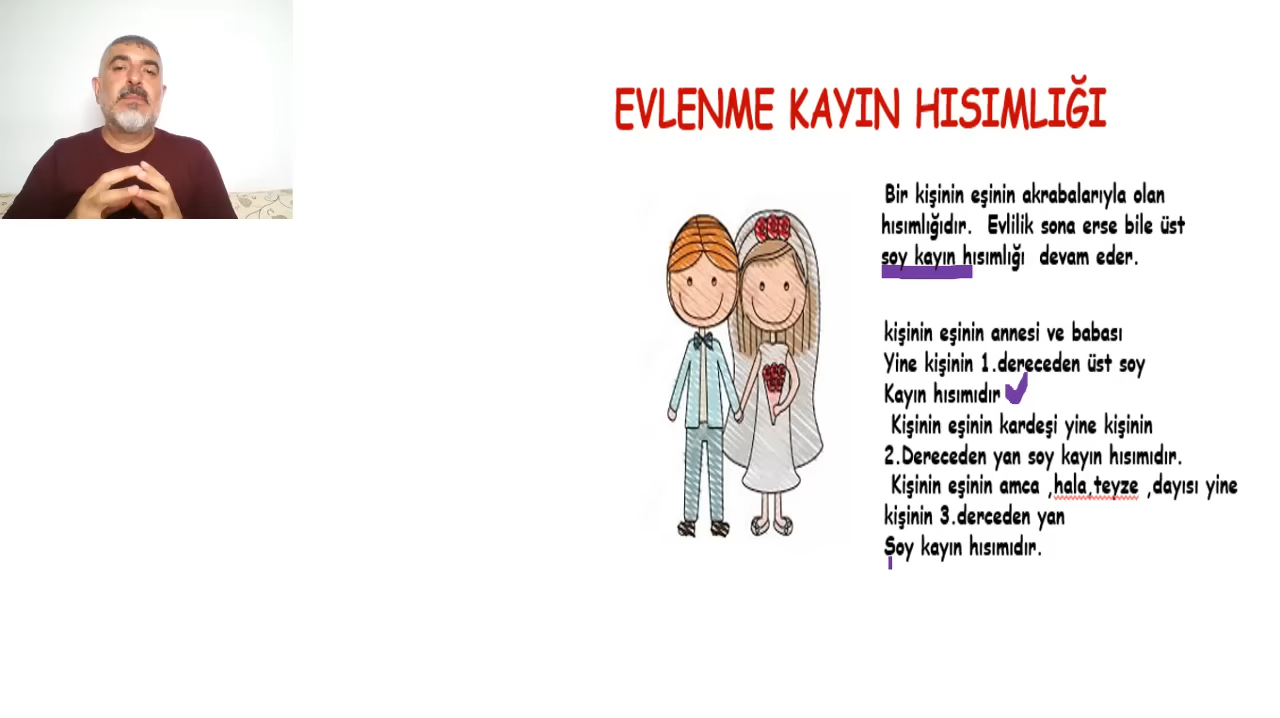 EVLENME KAYIN HISIMLIĞI
Bir kişinin eşinin akrabalarıyla olan
hısımlığıdır. Evlilik sona erse bile üst
soy kayın hısımlığı devam eder.
kişinin eşinin annesi ve babası
Yine kişinin 1.dereceden üst soy
Kayın hısımıdır
Kişinin eşinin kardeşi yine kişinin
2.Dereceden yan soy kayın hısımıdır.
Kişinin eşinin amca ,hala,teyze ,dayısı yine
kişinin 3.derceden yan
Soy kayın hısımıdır.